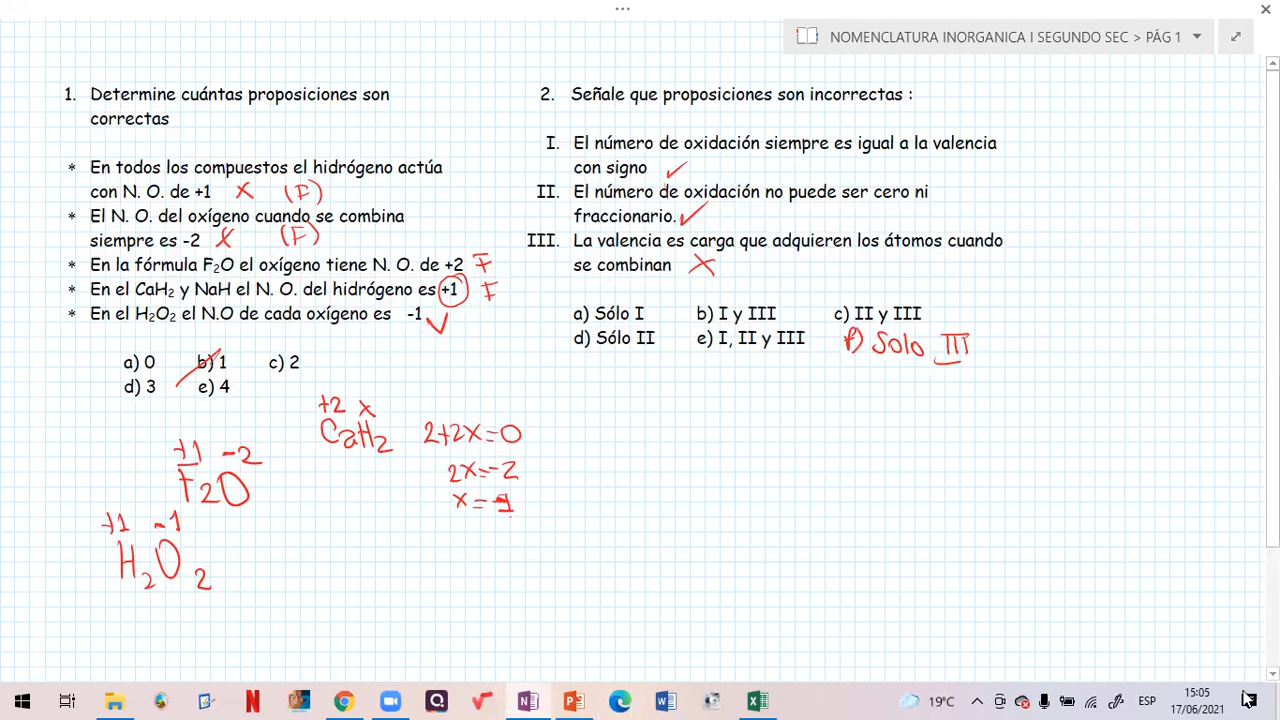 NOMENCLATURA INORGANICA I SEGUNDO SEC > PÁG 1
1. Determine cuántas proposiciones son
correctas
* En todos los compuestos el hidrógeno actúa
con N. O. de +1 X (F)
* El N. O. del oxígeno cuando se combina
siempre es -2 X (F)
* En la fórmula F₂O el oxígeno tiene N. O. de +2 F
* En el CaH₂ y NaH el N. O. del hidrógeno es +1 F
* En el H₂O₂ el N.O de cada oxígeno es -1 ✓
a) 0 b) 1 c) 2
d) 3 e) 4
+2 x
CaH₂ 2+2x=0
2x=-2
x=-1
+1 -2
F₂O
+1 -1
H₂O₂
2. Señale que proposiciones son incorrectas :
I. El número de oxidación siempre es igual a la valencia
con signo ✓
II. El número de oxidación no puede ser cero ni
fraccionario. ✓
III. La valencia es carga que adquieren los átomos cuando
se combinan X
a) Sólo I b) I y III c) II y III
d) Sólo II e) I, II y III f) Solo III
19°C ESP 15:05
17/06/2021